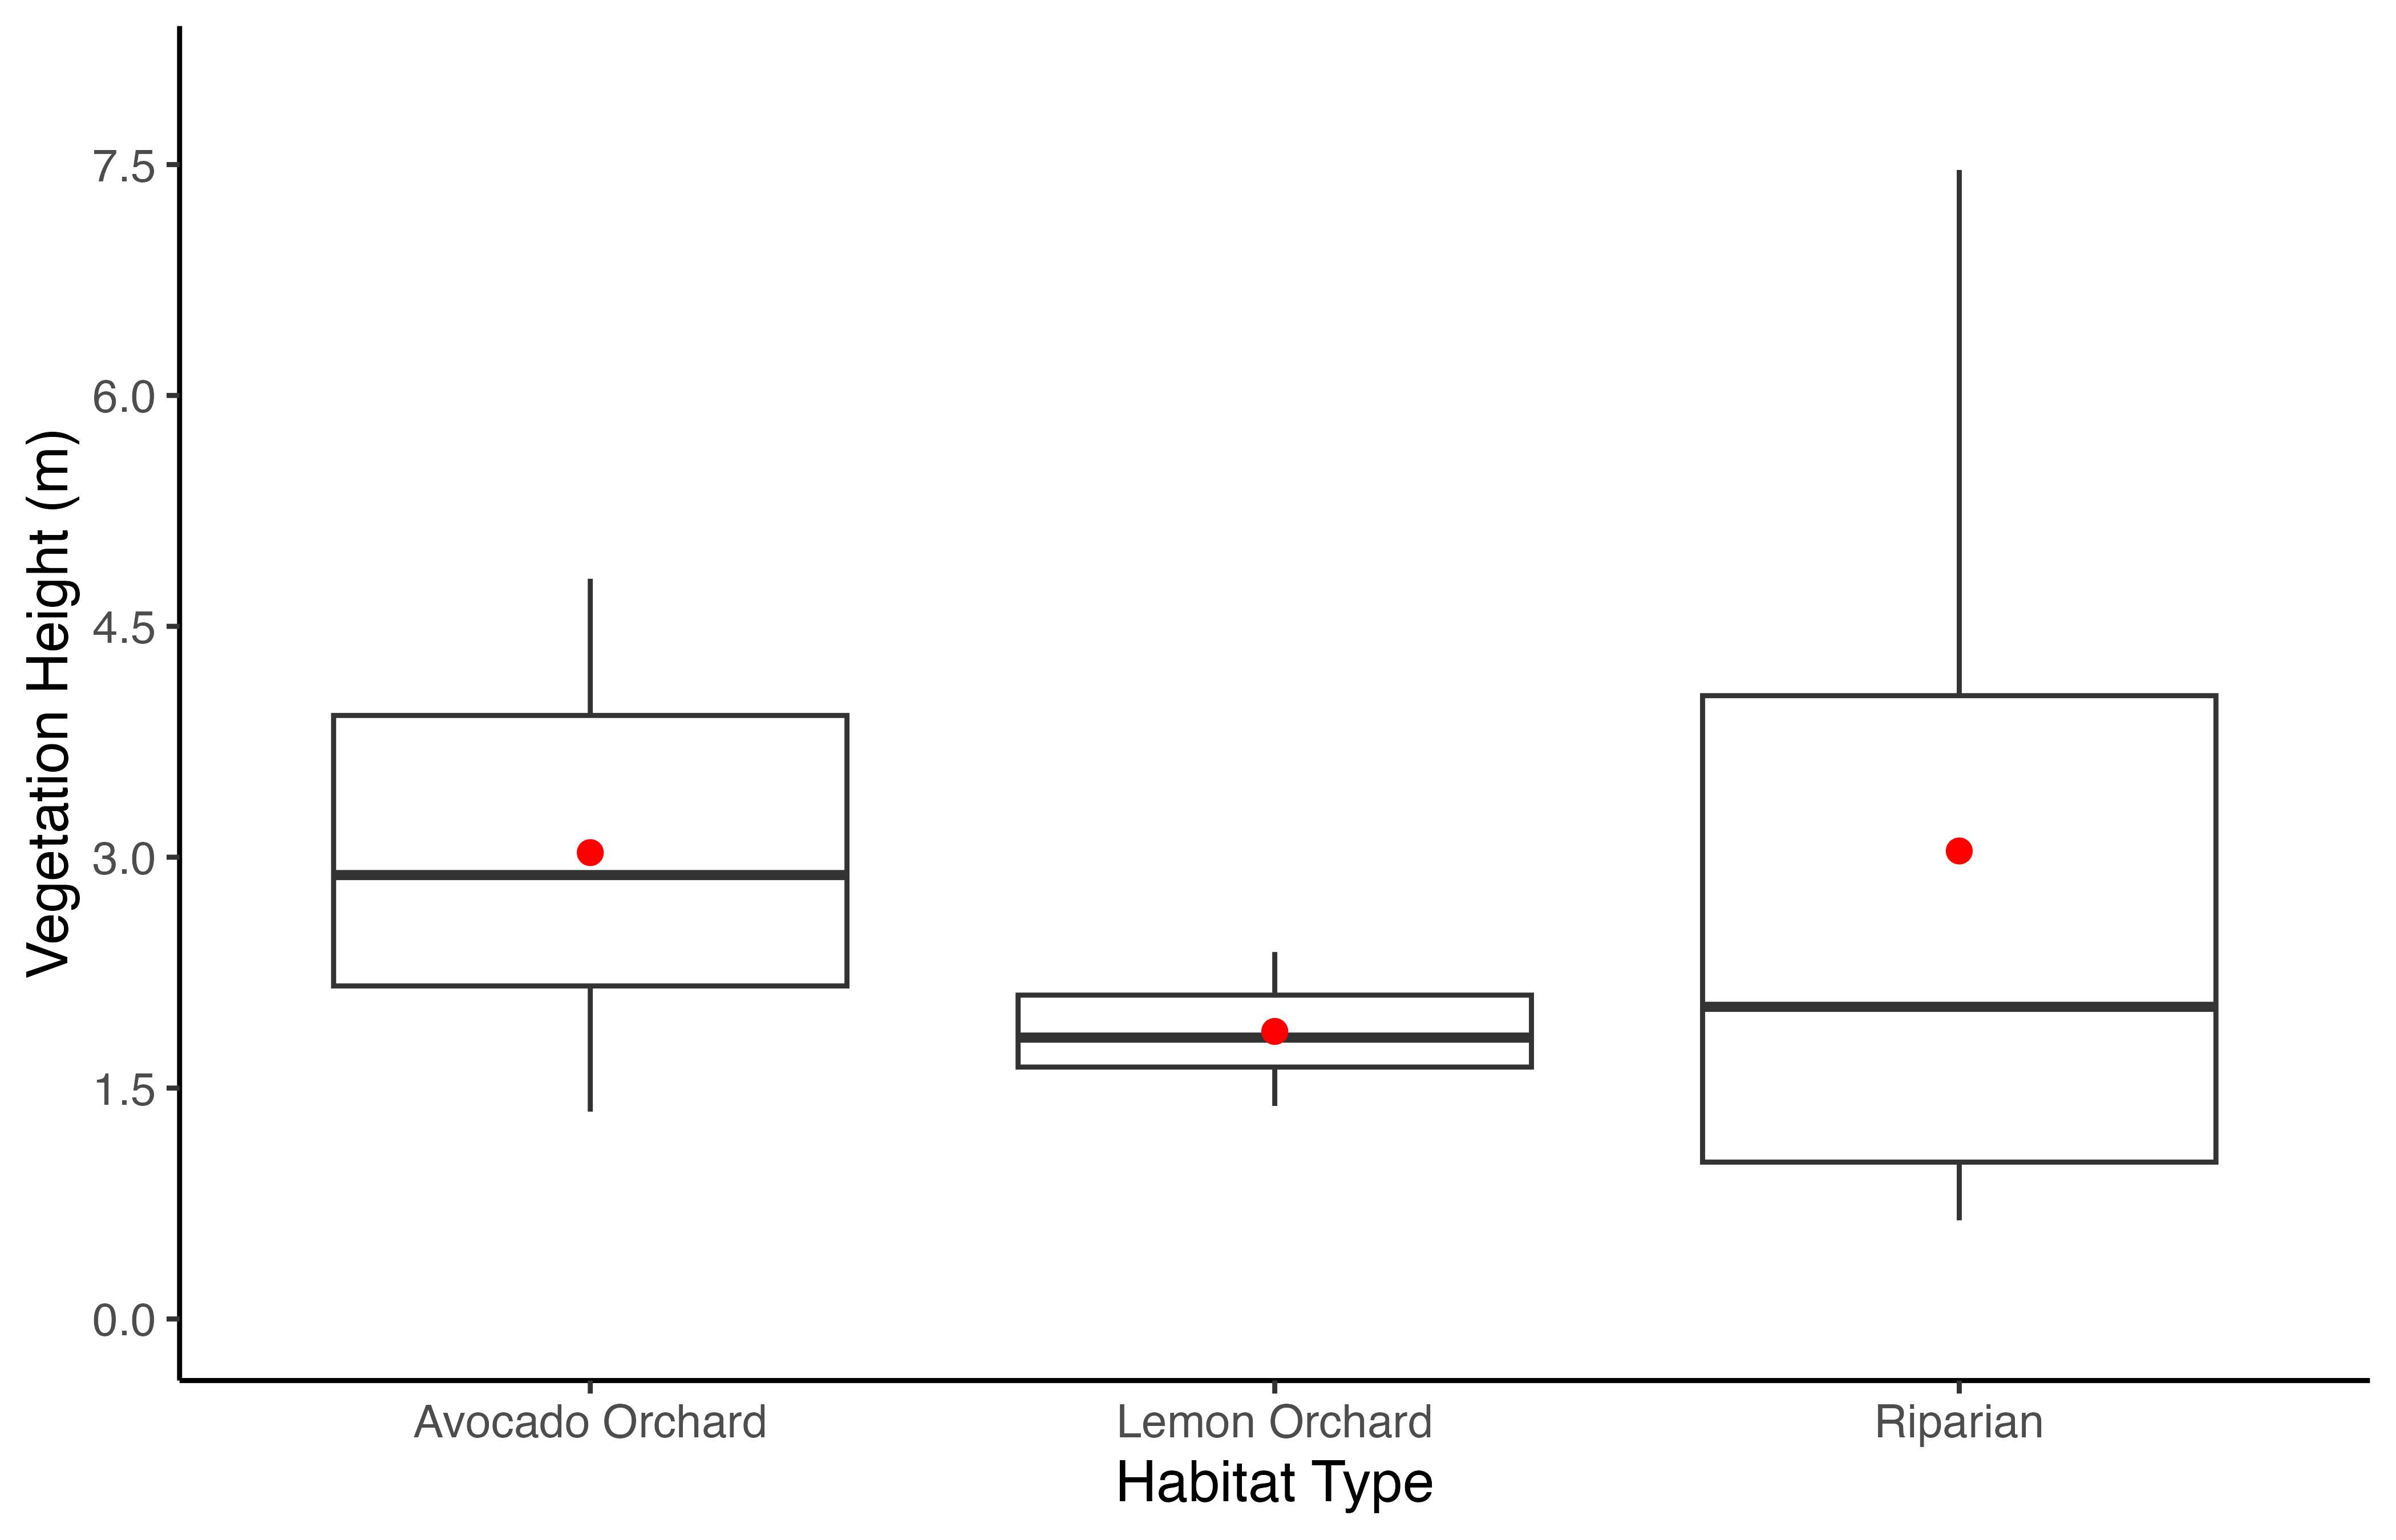 Vegetation Height (m)
7.5
6.0
4.5
3.0
1.5
0.0
Avocado Orchard
Lemon Orchard
Riparian
Habitat Type